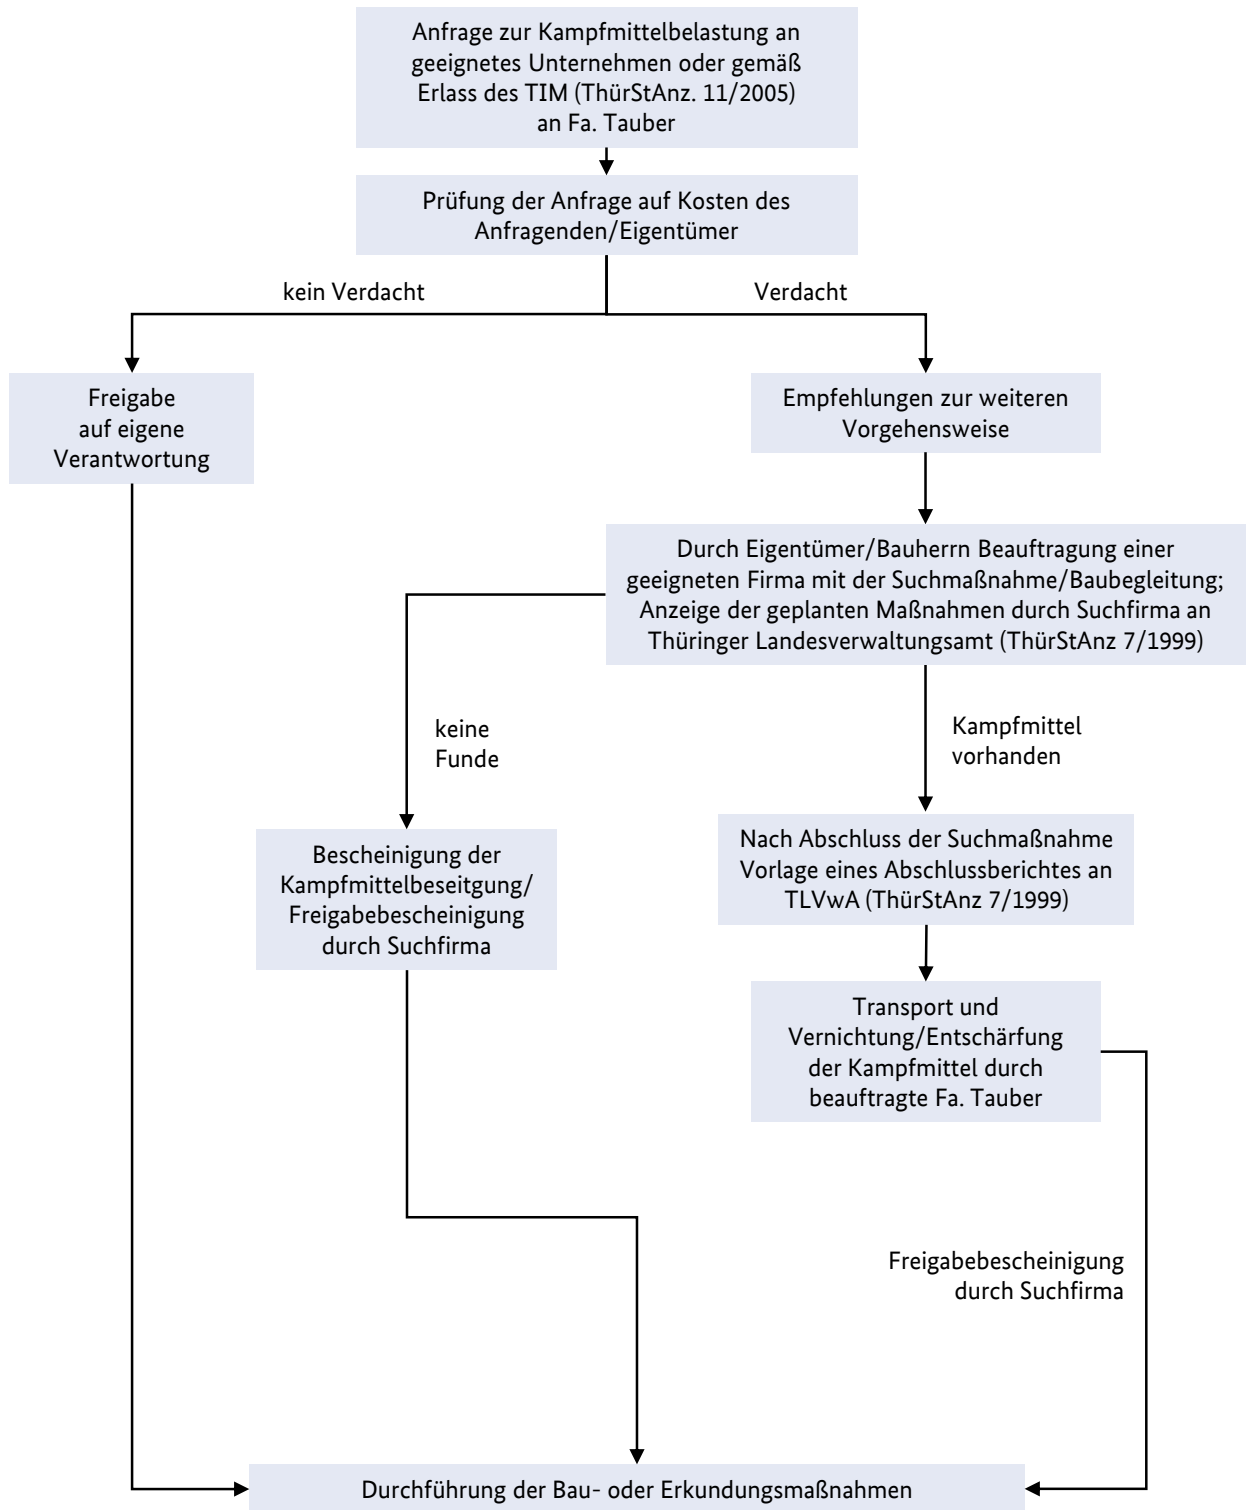 Anfrage zur Kampfmittelbelastung an
geeignetes Unternehmen oder gemäß
Erlass des TIM (ThürStAnz. 11/2005)
an Fa. Tauber
Prüfung der Anfrage auf Kosten des
Anfragenden/Eigentümer
kein Verdacht
Verdacht
Freigabe
auf eigene
Verantwortung
Empfehlungen zur weiteren
Vorgehensweise
Durch Eigentümer/Bauherrn Beauftragung einer
geeigneten Firma mit der Suchmaßnahme/Baubegleitung;
Anzeige der geplanten Maßnahmen durch Suchfirma an
Thüringer Landesverwaltungsamt (ThürStAnz 7/1999)
keine
Funde
Kampfmittel
vorhanden
Bescheinigung der
Kampfmittelbeseitgung/
Freigabebescheinigung
durch Suchfirma
Nach Abschluss der Suchmaßnahme
Vorlage eines Abschlussberichtes an
TLVwA (ThürStAnz 7/1999)
Transport und
Vernichtung/Entschärfung
der Kampfmittel durch
beauftragte Fa. Tauber
Freigabebescheinigung
durch Suchfirma
Durchführung der Bau- oder Erkundungsmaßnahmen